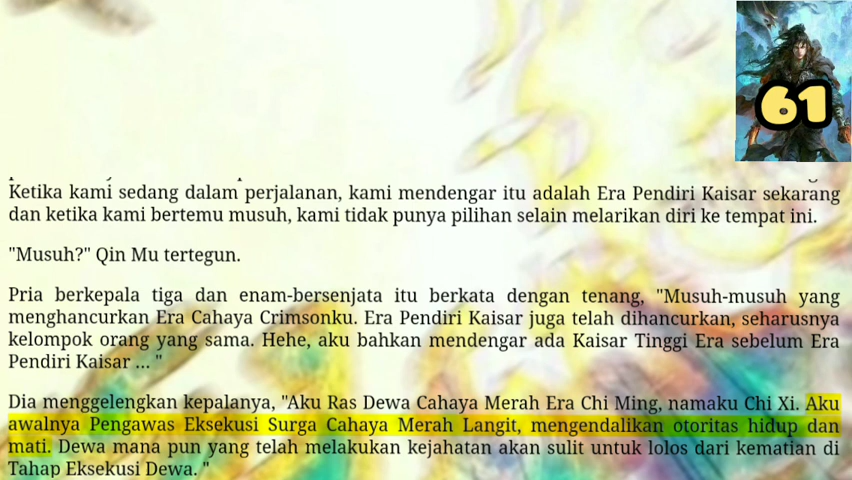 61
Ketika kami sedang dalam perjalanan, kami mendengar itu adalah Era Pendiri Kaisar sekarang
dan ketika kami bertemu musuh, kami tidak punya pilihan selain melarikan diri ke tempat ini.
"Musuh?" Qin Mu tertegun.
Pria berkepala tiga dan enam-bersenjata itu berkata dengan tenang, "Musuh-musuh yang
menghancurkan Era Cahaya Crimsonku. Era Pendiri Kaisar juga telah dihancurkan, seharusnya
kelompok orang yang sama. Hehe, aku bahkan mendengar ada Kaisar Tinggi Era sebelum Era
Pendiri Kaisar ... "
Dia menggelengkan kepalanya, "Aku Ras Dewa Cahaya Merah Era Chi Ming, namaku Chi Xi. Aku
awalnya Pengawas Eksekusi Surga Cahaya Merah Langit, mengendalikan otoritas hidup dan
mati. Dewa mana pun yang telah melakukan kejahatan akan sulit untuk lolos dari kematian di
Tahap Eksekusi Dewa. "